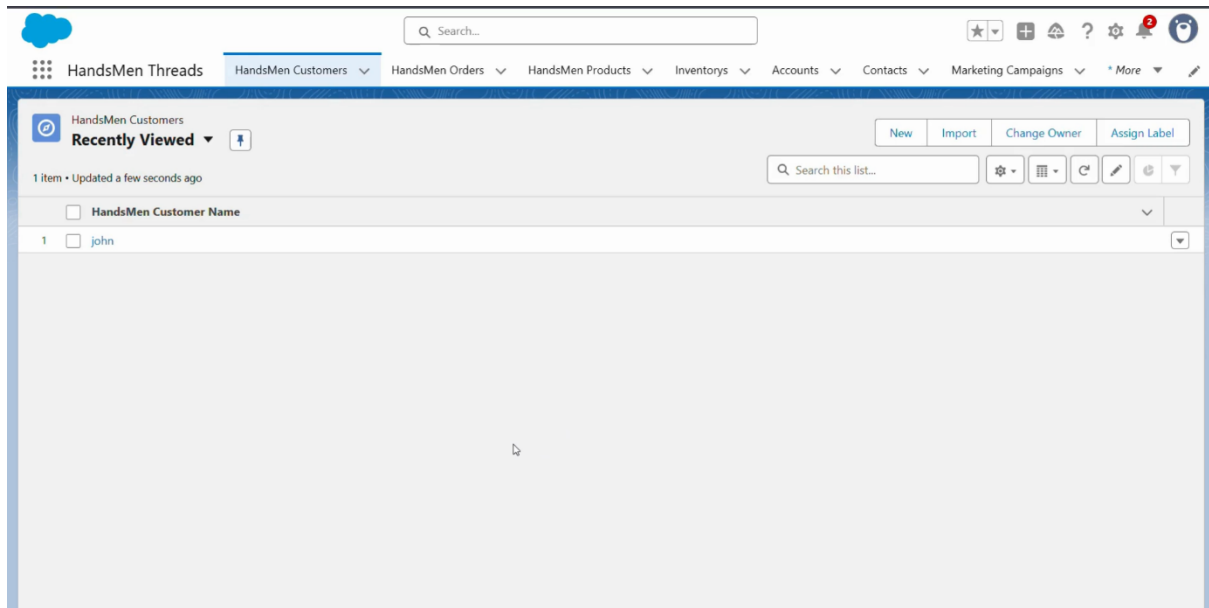 Search...
2
HandsMen Threads HandsMen Customers HandsMen Orders HandsMen Products Inventorys Accounts Contacts Marketing Campaigns * More
HandsMen Customers
Recently Viewed
New Import Change Owner Assign Label
1 item • Updated a few seconds ago
Search this list...
HandsMen Customer Name
1 john